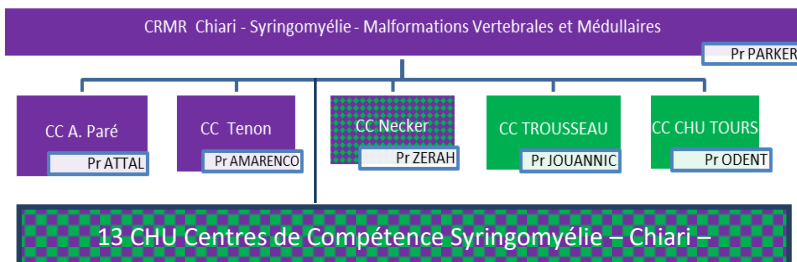 CRMR Chiari - Syringomyélie - Malformations Vertebrales et Médullaires
Pr PARKER
CC A. Paré
Pr ATTAL
CC Tenon
Pr AMARENCO
CC Necker
Pr ZERAH
CC TROUSSEAU
Pr JOUANNIC
CC CHU TOURS
Pr ODENT
13 CHU Centres de Compétence Syringomyélie – Chiari –